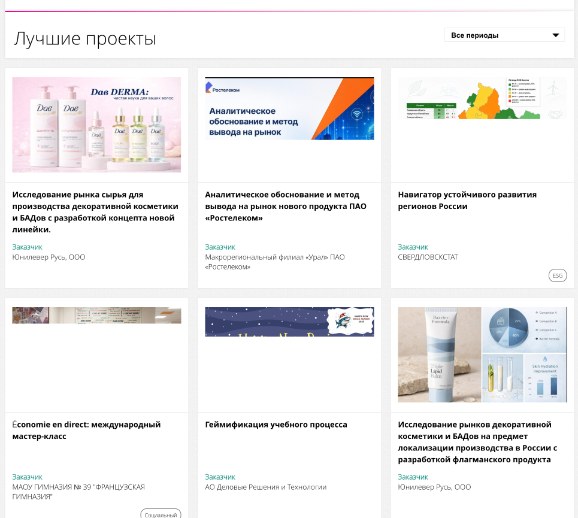 Лучшие проекты
Все периоды
Dove
Dав DERMA:
Ростелеком
Аналитическое
обоснование и метод
вывода на рынок
Исследование рынка сырья для
производства декоративной косметики
и БАДов с разработкой концепта новой
линейки.
Заказчик
Юнилевер Русь, ООО
Аналитическое обоснование и метод
вывода на рынок нового продукта ПАО
«Ростелеком»
Заказчик
Макрорегиональный филиал «Урал» ПАО
«Ростелеком»
Навигатор устойчивого развития
регионов России
Заказчик
СВЕРДЛОВСКСТАТ
ESG
Economie en direct: международный
мастер-класс
Заказчик
МАОУ ГИМНАЗИЯ № 39 "ФРАНЦУЗСКАЯ
ГИМНАЗИЯ"
Социальный
Геймификация учебного процесса
Заказчик
АО Деловые Решения и Технологии
Lipid
Исследование рынков декоративной
косметики и БАДов на предмет
локализации производства в России с
разработкой флагманского продукта
Заказчик
Юнилевер Русь, ООО